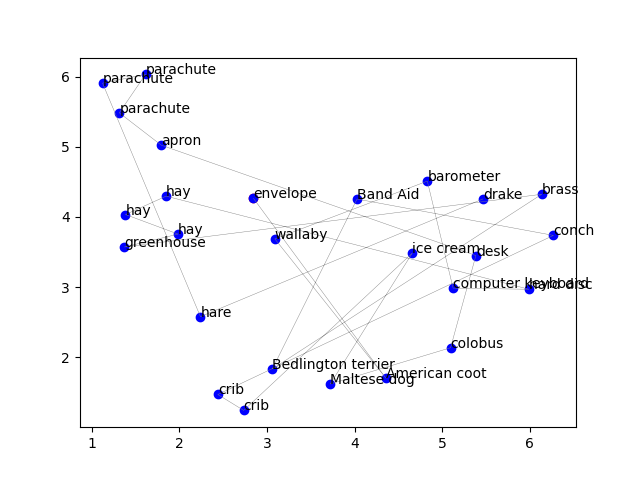 parachute
parachute
parachute
apron
barometer
hay
envelope
Band Aid
drake
brass
hay
hay
greenhouse
wallaby
conch
ice cream
desk
computer keyboard
hard disc
hare
colobus
Bedlington terrier
Maltese dog
American coot
crib
crib
6
5
4
3
2
1
2
3
4
5
6